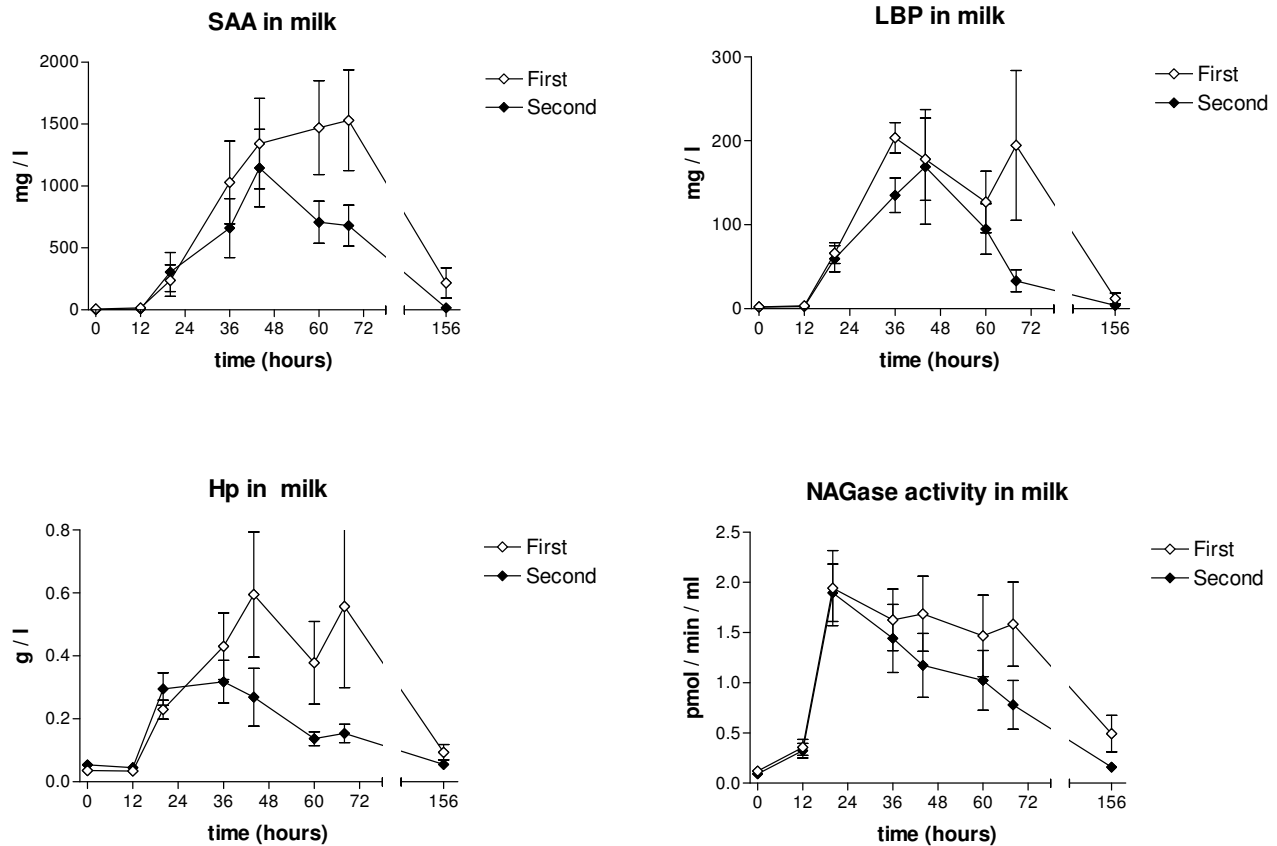 SAA in milk
2000
1500
1000
500
0
mg / l
0 12 24 36 48 60 72 156
time (hours)
First
Second
LBP in milk
300
200
100
0
mg / l
0 12 24 36 48 60 72 156
time (hours)
First
Second
Hp in milk
0.8
0.6
0.4
0.2
0.0
g / l
0 12 24 36 48 60 72 156
time (hours)
First
Second
NAGase activity in milk
2.5
2.0
1.5
1.0
0.5
0.0
pmol / min / ml
0 12 24 36 48 60 72 156
time (hours)
First
Second